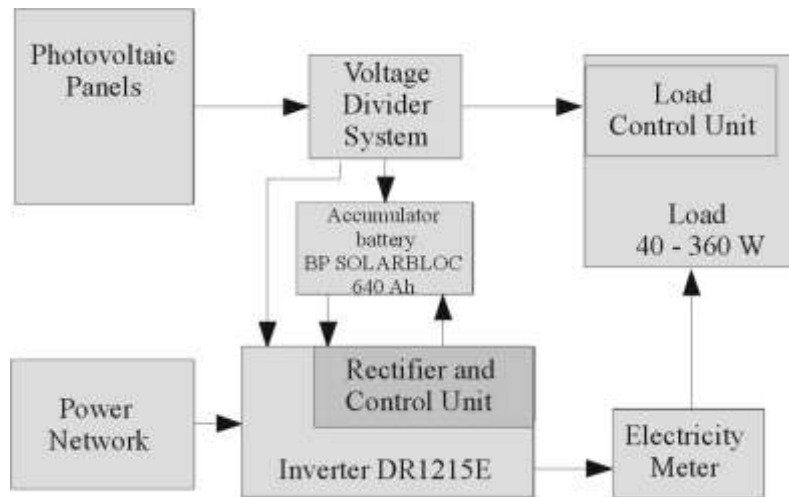 Photovoltaic
Panels
Voltage
Divider
System
Load
Control Unit
Load
40 - 360 W
Accumulator
battery
BP SOLARBLOC
640 Ah
Rectifier and
Control Unit
Inverter DR1215E
Power
Network
Electricity
Meter